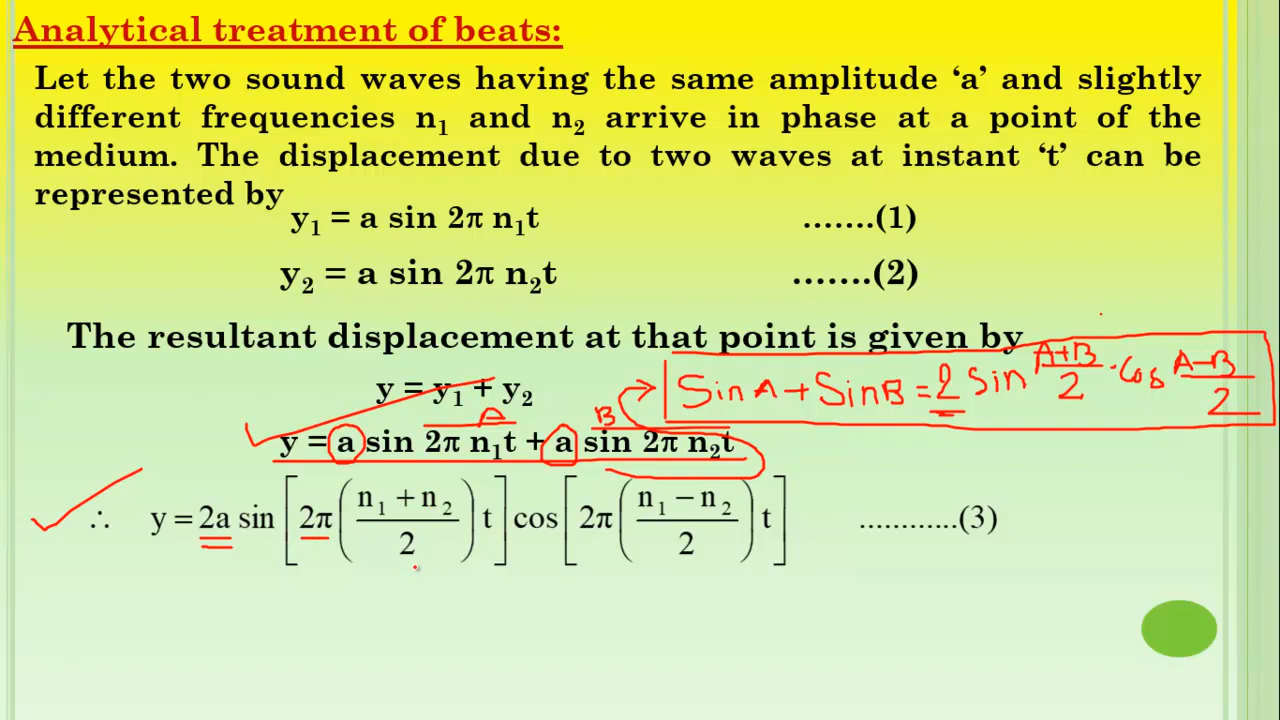 Analytical treatment of beats:
Let the two sound waves having the same amplitude ‘a’ and slightly
different frequencies n₁ and n₂ arrive in phase at a point of the
medium. The displacement due to two waves at instant ‘t’ can be
represented by
y₁ = a sin 2π n₁t .......(1)
y₂ = a sin 2π n₂t .......(2)
The resultant displacement at that point is given by
y = y₁ + y₂
SinA + SinB = 2 Sin A+B/2 · Cos A-B/2
A B
y = a sin 2π n₁t + a sin 2π n₂t
∴ y = 2a sin [2π (n₁ + n₂ / 2) t] cos [2π (n₁ − n₂ / 2) t] ............(3)